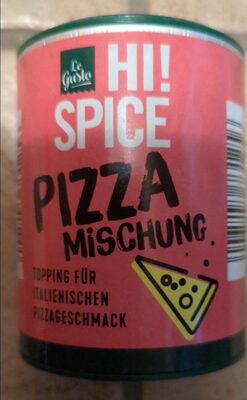 Le
Gusto
HI!
SPICE
PIZZA
MiSCHUNG
TOPPING FÜR
ITALIENISCHEN
PIZZAGESCHMACK